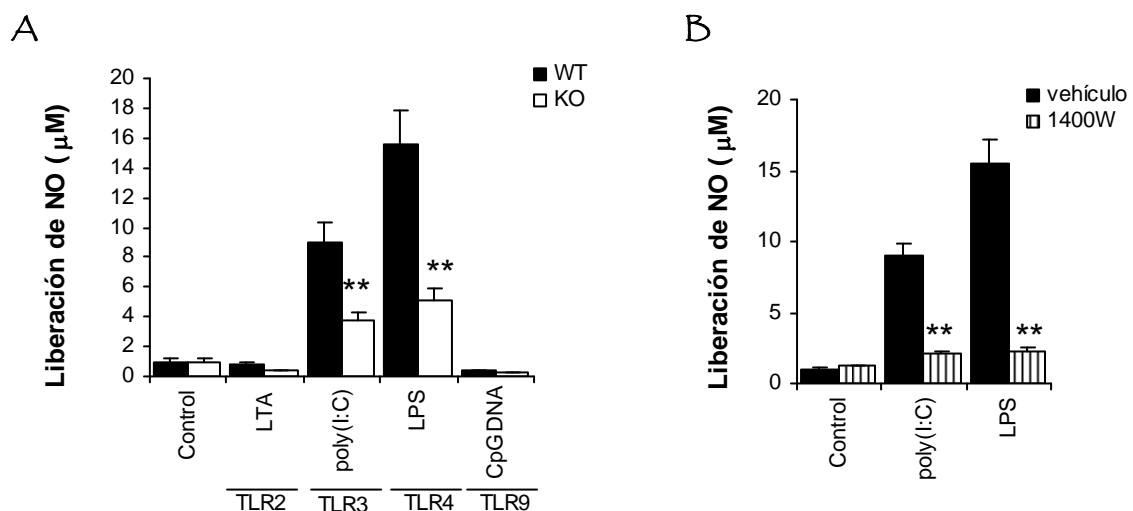 A
B
WT
KO
Liberación de NO ( μM)
20
18
16
14
12
10
8
6
4
2
0
**
**
Control
LTA
poly(I:C)
LPS
CpGDNA
TLR2
TLR3
TLR4
TLR9
vehículo
1400W
Liberación de NO ( μM)
20
15
10
5
0
**
**
Control
poly(I:C)
LPS